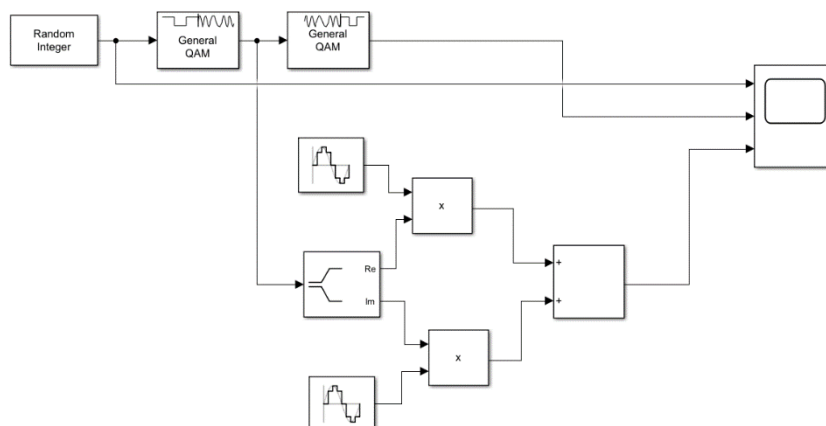 Random
Integer
General
QAM
General
QAM
x
Re
Im
+
+
x